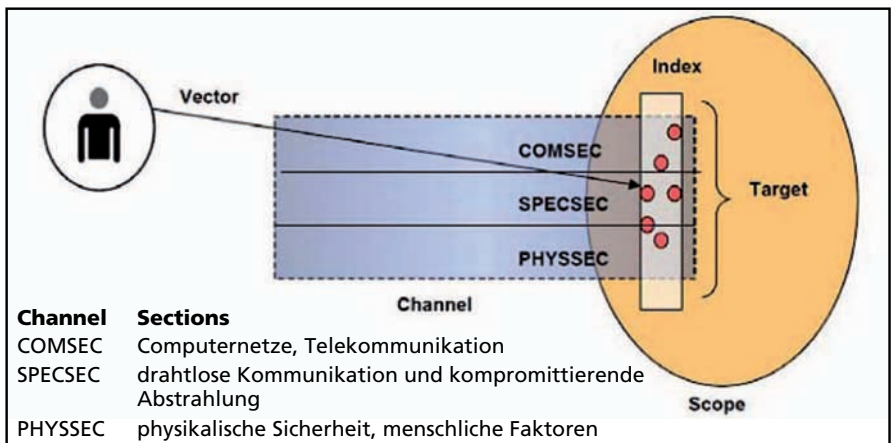 Index
Vector
COMSEC
Target
SPECSEC
PHYSSEC
Channel
Channel Sections
COMSEC Computernetze, Telekommunikation
SPECSEC drahtlose Kommunikation und kompromittierende
Abstrahlung
Scope
PHYSSEC physikalische Sicherheit, menschliche Faktoren